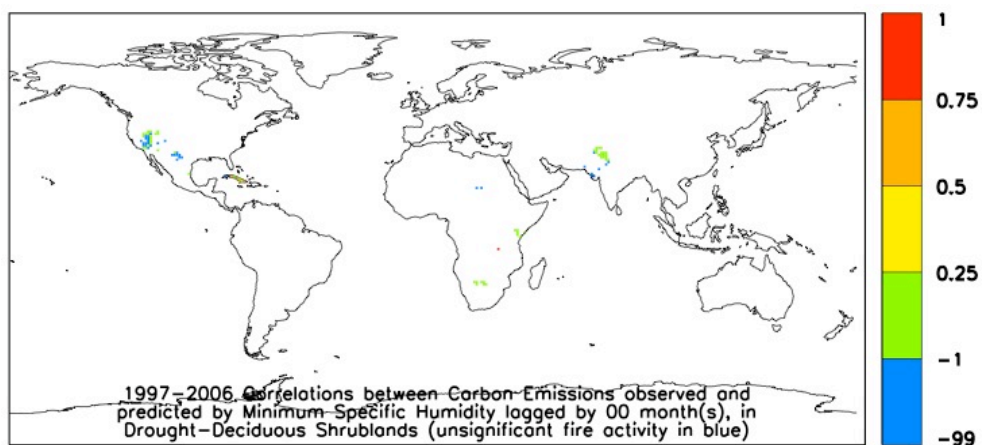 1
0.75
0.5
0.25
-1
-99
1997-2006 Correlations between Carbon Emissions observed and
predicted by Minimum Specific Humidity lagged by 00 month(s), in
Drought-Deciduous Shrublands (unsignificant fire activity in blue)